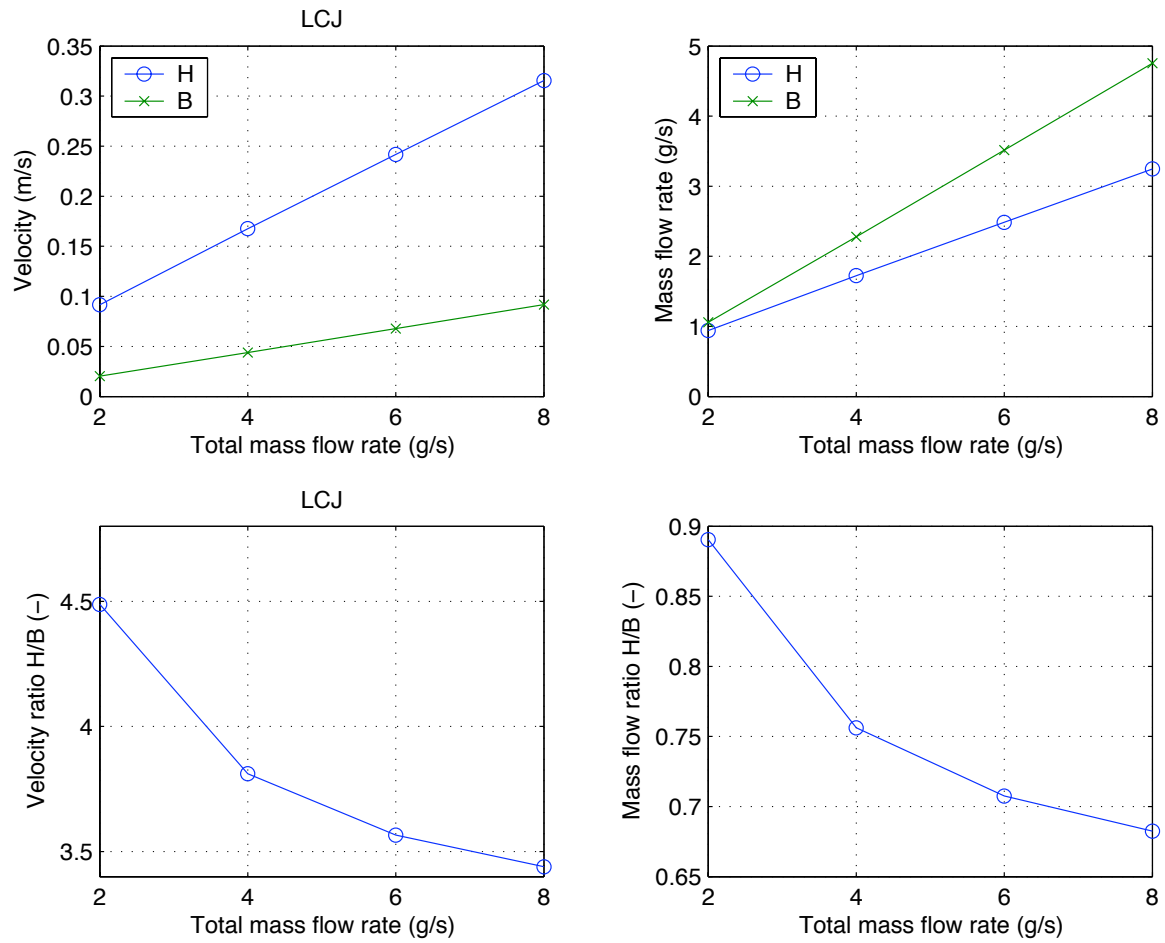 LCJ
0.35
0.3
0.25
0.2
0.15
0.1
0.05
0
Velocity (m/s)
H
B
2 4 6 8
Total mass flow rate (g/s)
5
4
3
2
1
0
Mass flow rate (g/s)
H
B
2 4 6 8
Total mass flow rate (g/s)
LCJ
4.5
4
3.5
Velocity ratio H/B (−)
2 4 6 8
Total mass flow rate (g/s)
0.9
0.85
0.8
0.75
0.7
0.65
Mass flow ratio H/B (−)
2 4 6 8
Total mass flow rate (g/s)